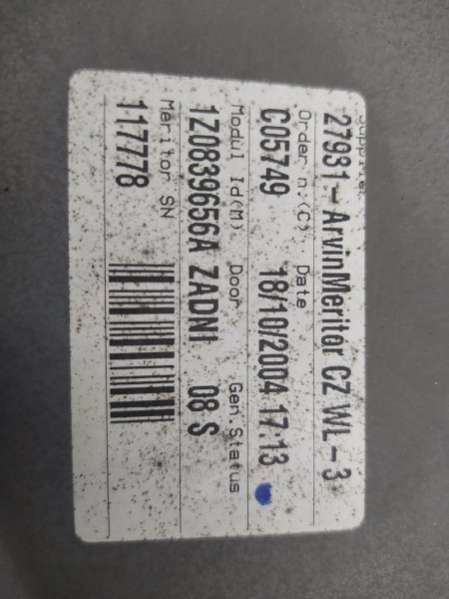 Supplier
27931-ArvinMeritor CZ WL-3
Order n.(C). Date
C05749 18/10/2004 17:13
Modul Id(M) Door Gen.Status
1Z0839656A ZADNI 08 S
Meritor SN
1177778